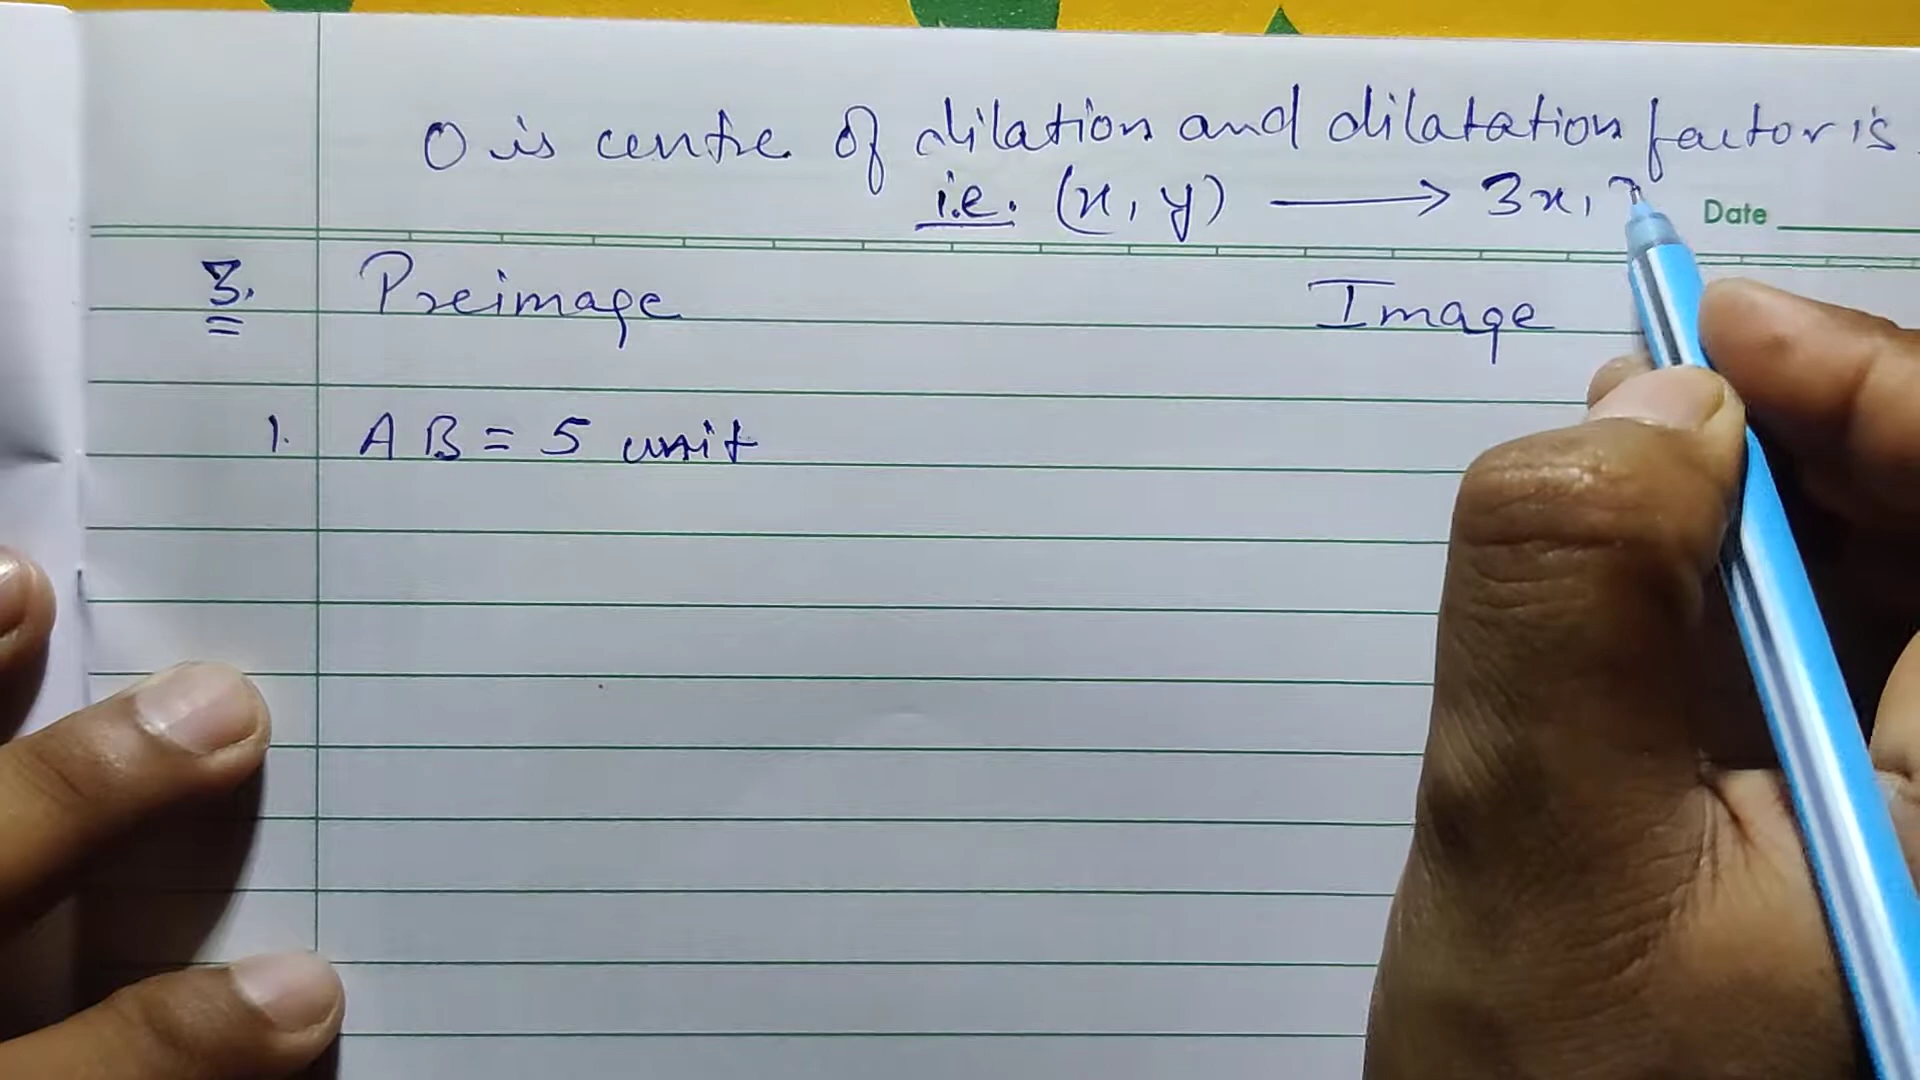 O is centre of dilation and dilatation factor is
i.e. (x, y) ⟶ 3x,
Date
3. Preimage Image
1. AB = 5 unit